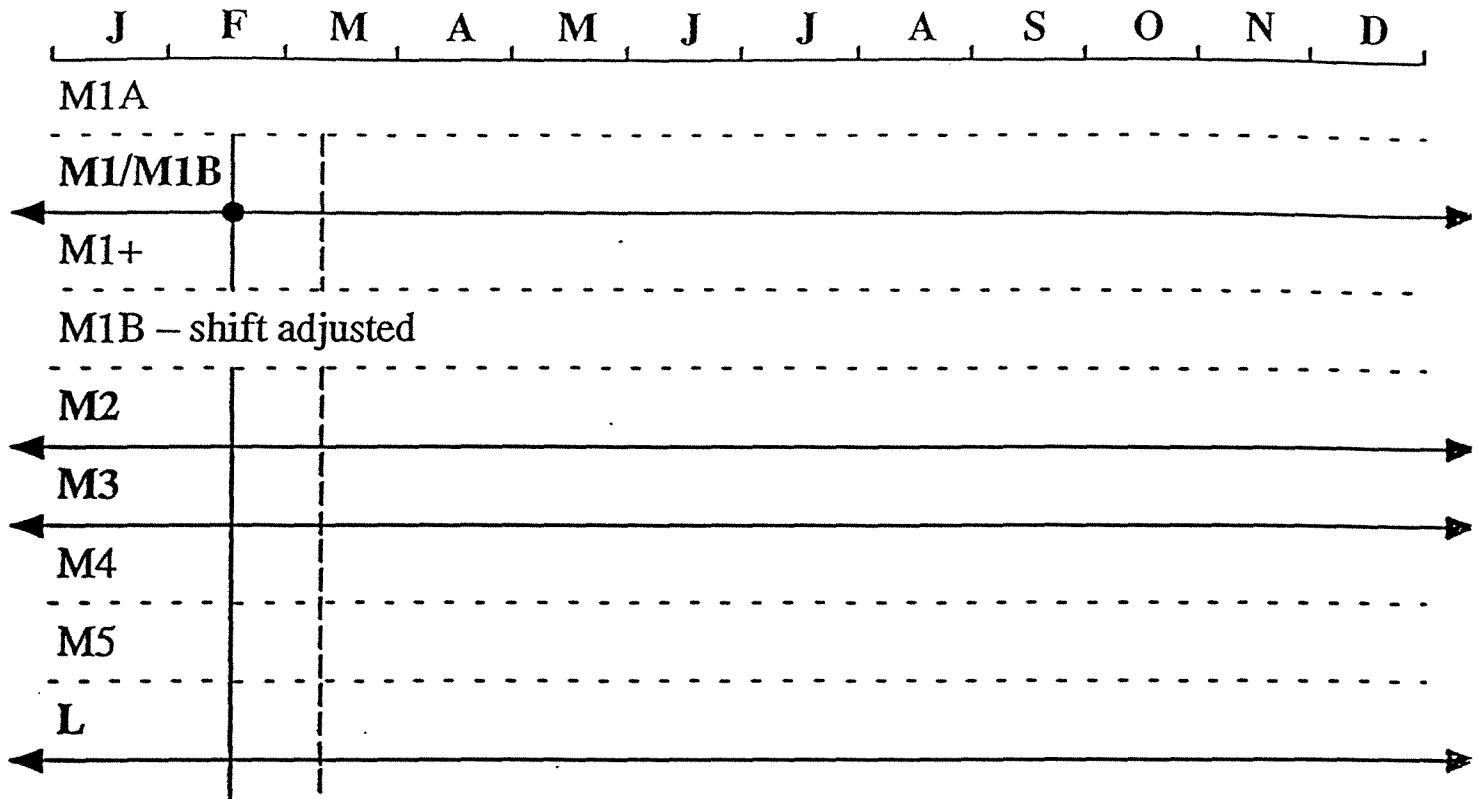 J F M A M J J A S O N D
M1A
M1/M1B
M1+
M1B – shift adjusted
M2
M3
M4
M5
L